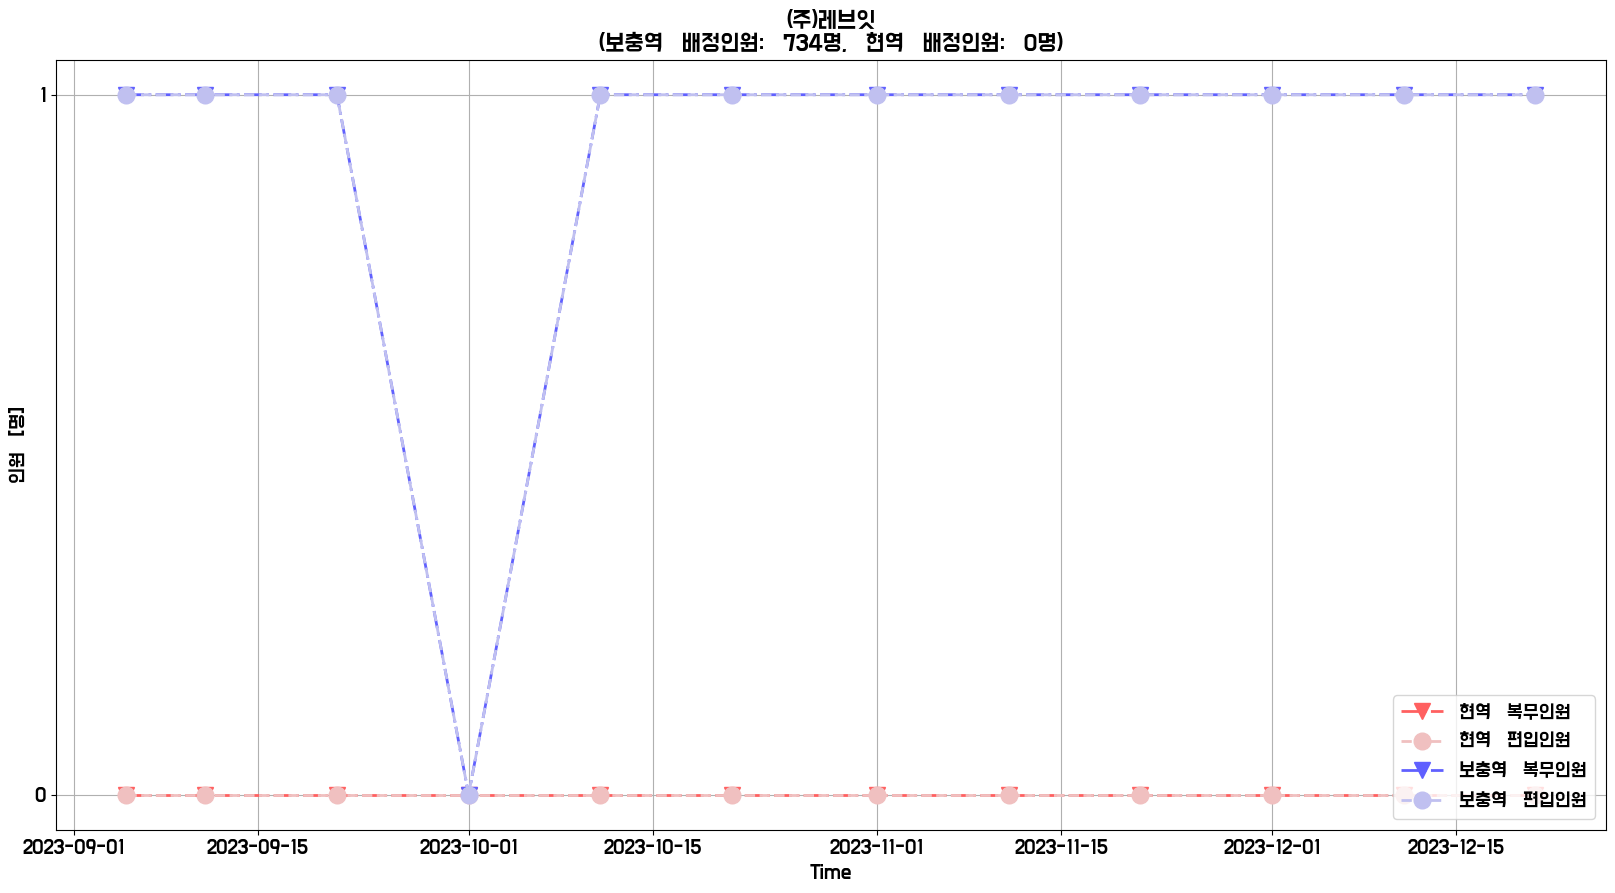 (주)레브잇
(보충역 배정인원: 734명, 현역 배정인원: 0명)
인원 [명]
1
0
2023-09-01 2023-09-15 2023-10-01 2023-10-15 2023-11-01 2023-11-15 2023-12-01 2023-12-15
Time
현역 복무인원
현역 편입인원
보충역 복무인원
보충역 편입인원